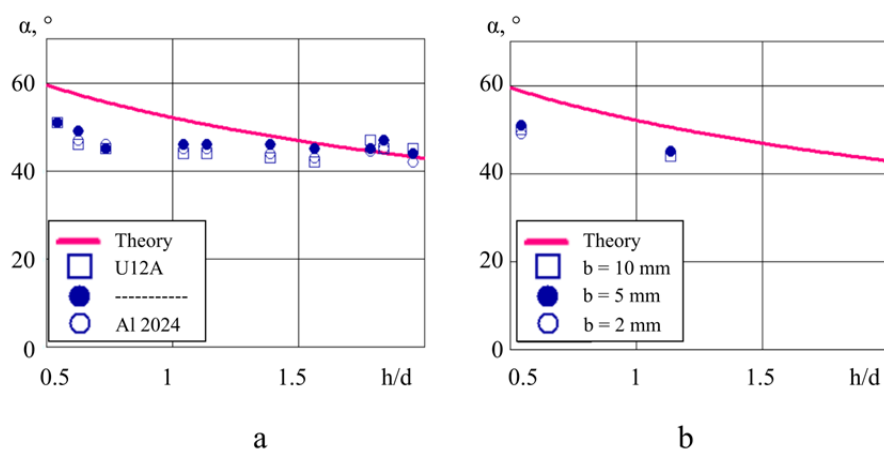 α, °
60
40
20
0
0.5
1
1.5
h/d
Theory
U12A
-----------
Al 2024
a
α, °
60
40
20
0
0.5
1
1.5
h/d
Theory
b = 10 mm
b = 5 mm
b = 2 mm
b